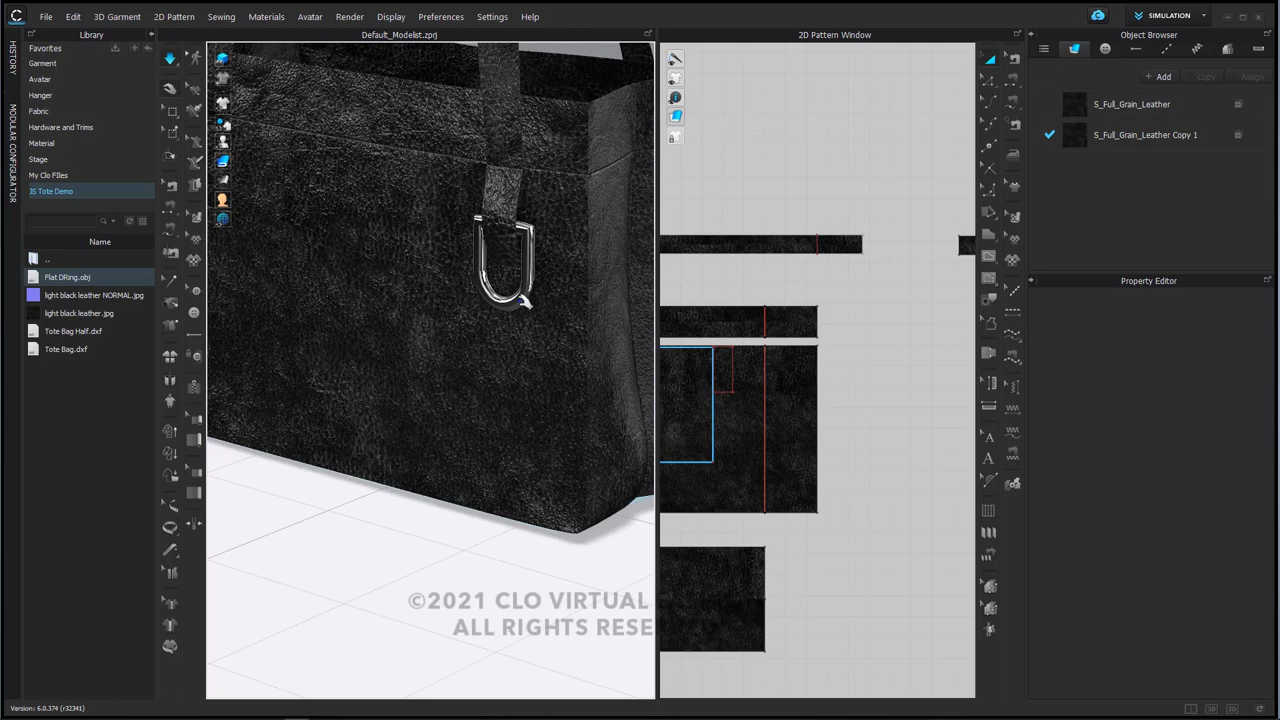 File Edit 3D Garment 2D Pattern Sewing Materials Avatar Render Display Preferences Settings Help
SIMULATION
Library
Default_Modelist.zprj
2D Pattern Window
Object Browser
HISTORY
MODULAR CONFIGURATOR
Favorites
Garment
Avatar
Hanger
Fabric
Hardware and Trims
Material
Stage
My Clo FIles
JS Tote Demo
Name
..
Flat DRing.obj
light black leather NORMAL.jpg
light black leather.jpg
Tote Bag Half.dxf
Tote Bag.dxf
Add Copy Assign
S_Full_Grain_Leather
S_Full_Grain_Leather Copy 1
Property Editor
©2021 CLO VIRTUAL
ALL RIGHTS RESE
Version: 6.0.374 (r32341)
3D 2D